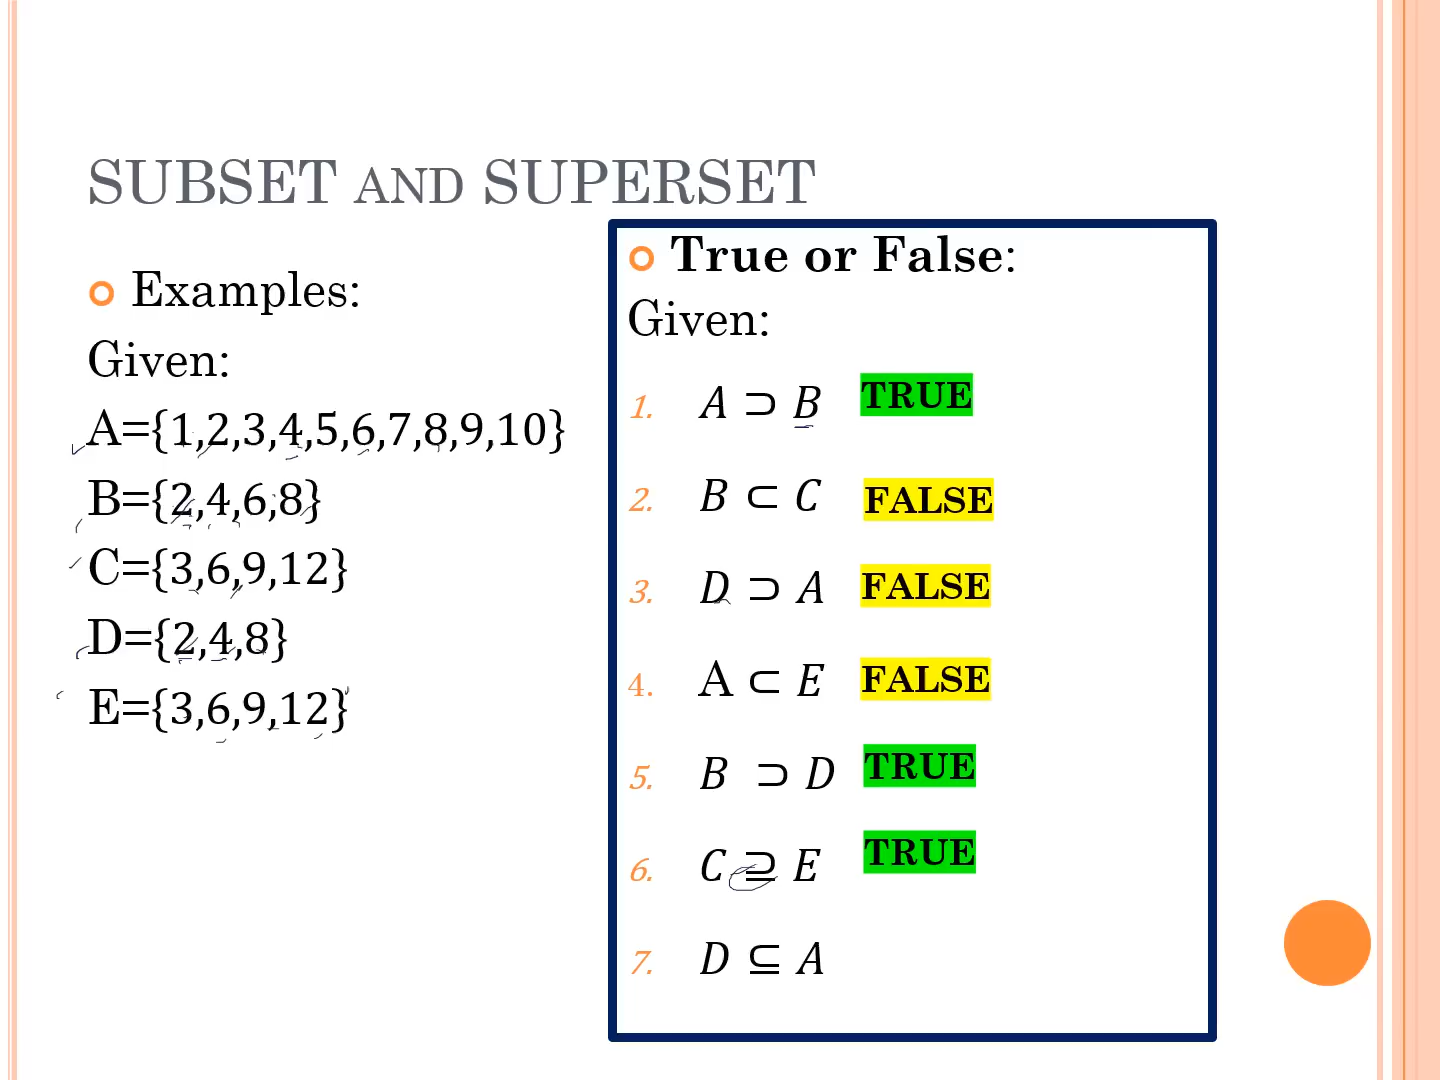 SUBSET AND SUPERSET
Examples:
Given:
A={1,2,3,4,5,6,7,8,9,10}
B={2,4,6,8}
C={3,6,9,12}
D={2,4,8}
E={3,6,9,12}
True or False:
Given:
1. A ⊃ B TRUE
2. B ⊂ C FALSE
3. D ⊃ A FALSE
4. A ⊂ E FALSE
5. B ⊃ D TRUE
6. C ⊇ E TRUE
7. D ⊆ A